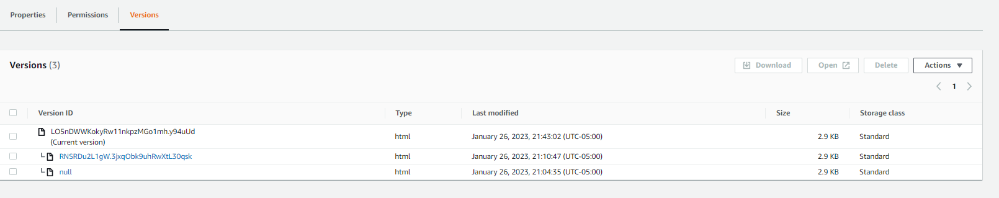 Properties Permissions Versions
Versions (3) Download Open Delete Actions
1
Version ID Type Last modified Size Storage class
LO5nDWWKokyRw11nkpzMGo1mh.y94uUd
(Current version) html January 26, 2023, 21:43:02 (UTC-05:00) 2.9 KB Standard
RNSRDu2L1gW.3jxqObk9uhRwXtL30qsk html January 26, 2023, 21:10:47 (UTC-05:00) 2.9 KB Standard
null html January 26, 2023, 21:04:35 (UTC-05:00) 2.9 KB Standard